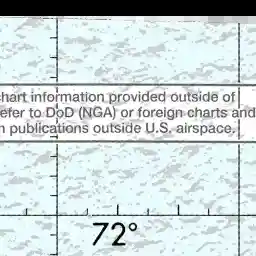 chart information provided outside of
efer to DoD (NGA) or foreign charts and
publications outside U.S. airspace.
72°